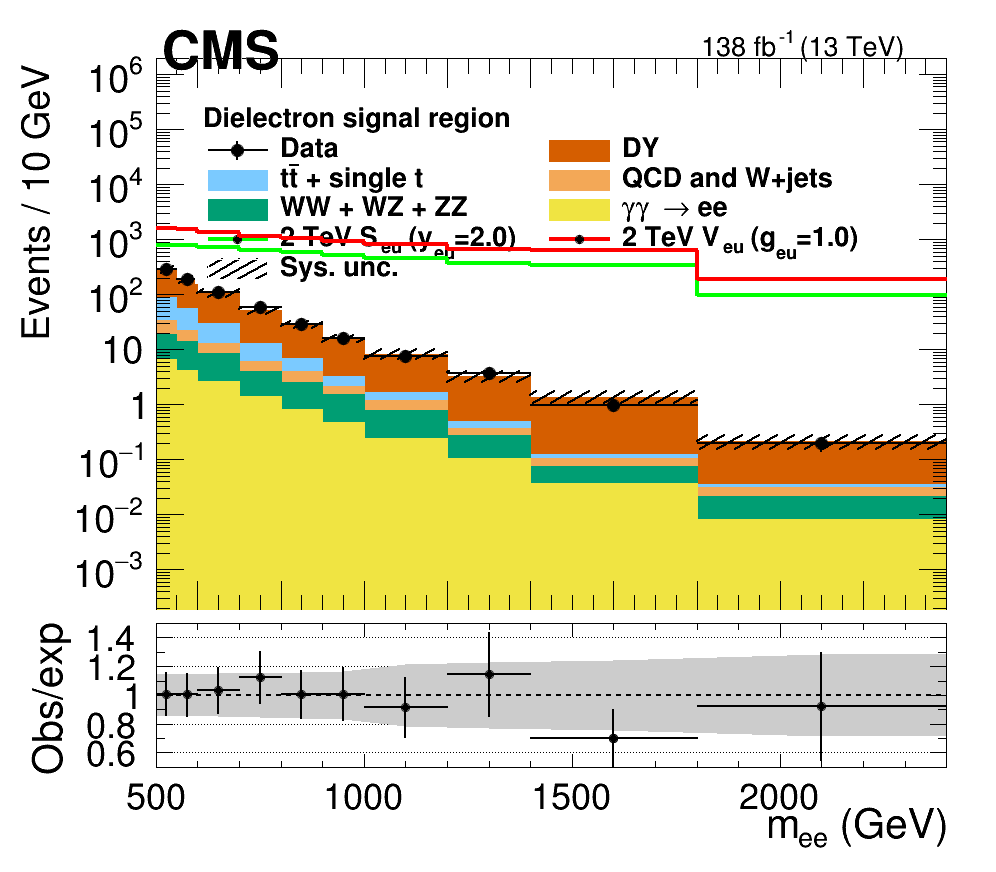 CMS 138 fb⁻¹ (13 TeV)
Events / 10 GeV
10⁶
10⁵
10⁴
10³
10²
10
1
10⁻¹
10⁻²
10⁻³
Dielectron signal region
Data DY
tt̄ + single t QCD and W+jets
WW + WZ + ZZ γγ → ee
2 TeV S_eu (y_eu=2.0) 2 TeV V_eu (g_eu=1.0)
Sys. unc.
Obs/exp
1.4
1.2
1
0.8
0.6
500 1000 1500 2000
m_ee (GeV)